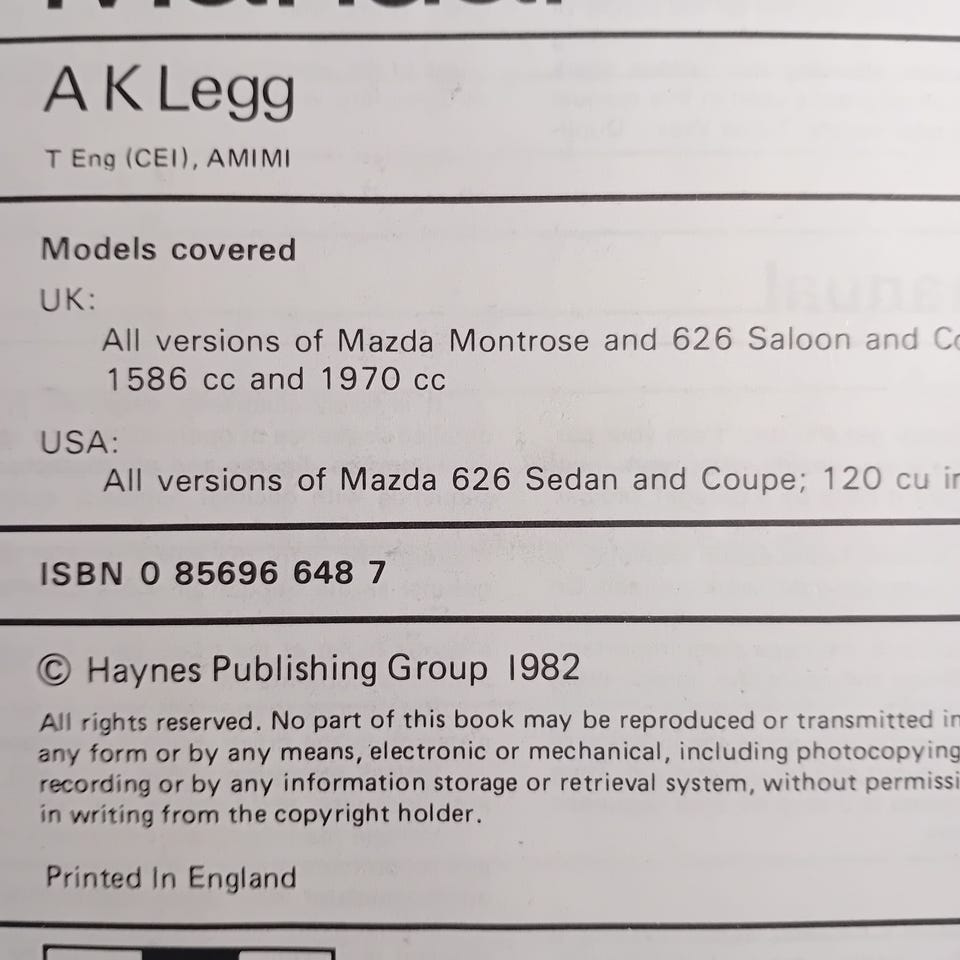 A K Legg
T Eng (CEI), AMIMI
Models covered
UK:
All versions of Mazda Montrose and 626 Saloon and
1586 cc and 1970 cc
USA:
All versions of Mazda 626 Sedan and Coupe; 120 cu
ISBN 0 85696 648 7
© Haynes Publishing Group 1982
All rights reserved. No part of this book may be reproduced or transmitted in
any form or by any means, electronic or mechanical, including photocopying
recording or by any information storage or retrieval system, without
in writing from the copyright holder.
Printed In England